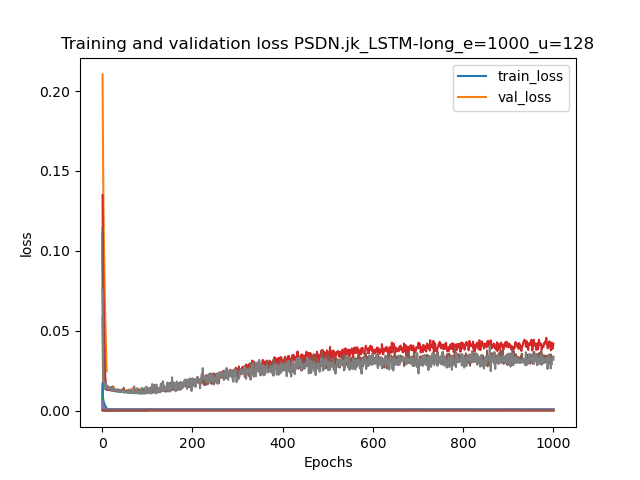 Training and validation loss PSDN.jk_LSTM-long_e=1000_u=128
train_loss
val_loss
0.20
0.15
0.10
0.05
0.00
loss
0 200 400 600 800 1000
Epochs